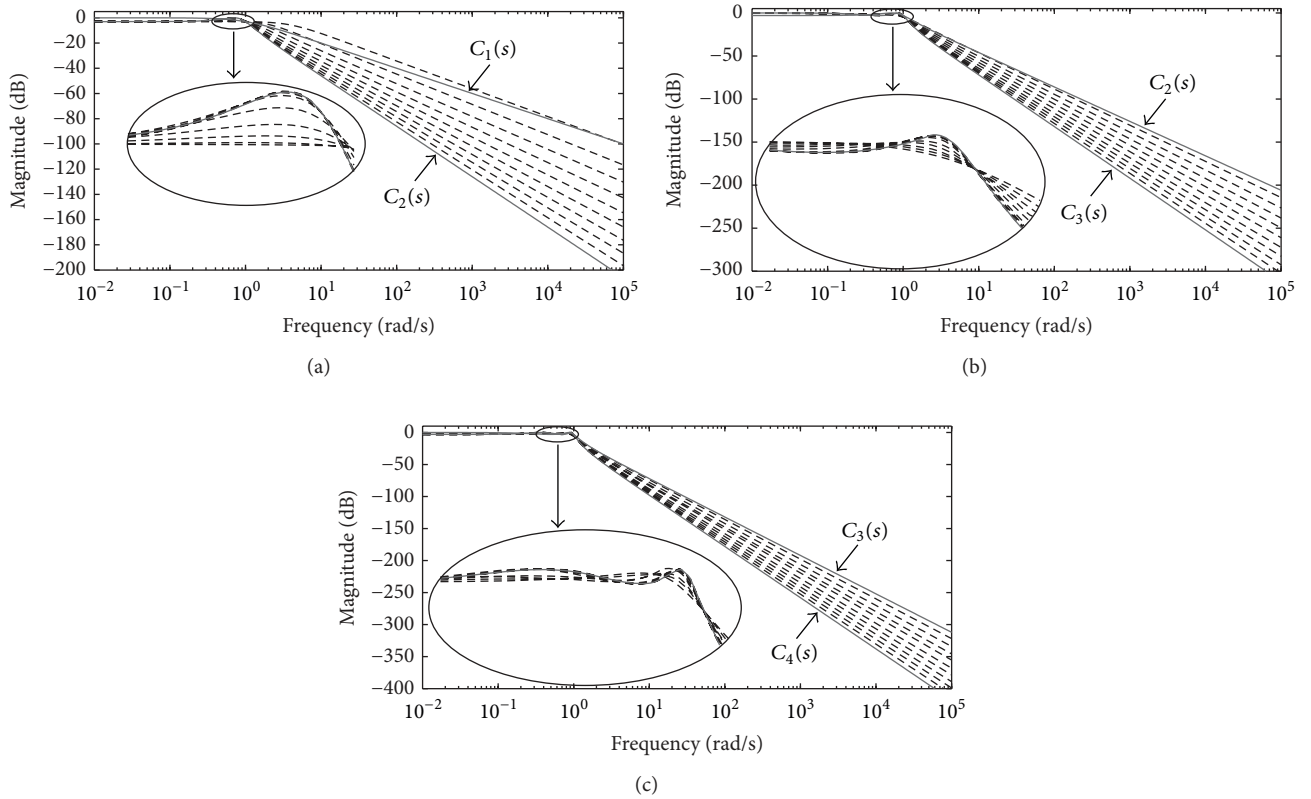 0
−20
−40
−60
−80
−100
−120
−140
−160
−180
−200
Magnitude (dB)
C₁(s)
C₂(s)
10⁻² 10⁻¹ 10⁰ 10¹ 10² 10³ 10⁴ 10⁵
Frequency (rad/s)
(a)
0
−50
−100
−150
−200
−250
−300
Magnitude (dB)
C₂(s)
C₃(s)
10⁻² 10⁻¹ 10⁰ 10¹ 10² 10³ 10⁴ 10⁵
Frequency (rad/s)
(b)
0
−50
−100
−150
−200
−250
−300
−350
−400
Magnitude (dB)
C₃(s)
C₄(s)
10⁻² 10⁻¹ 10⁰ 10¹ 10² 10³ 10⁴ 10⁵
Frequency (rad/s)
(c)